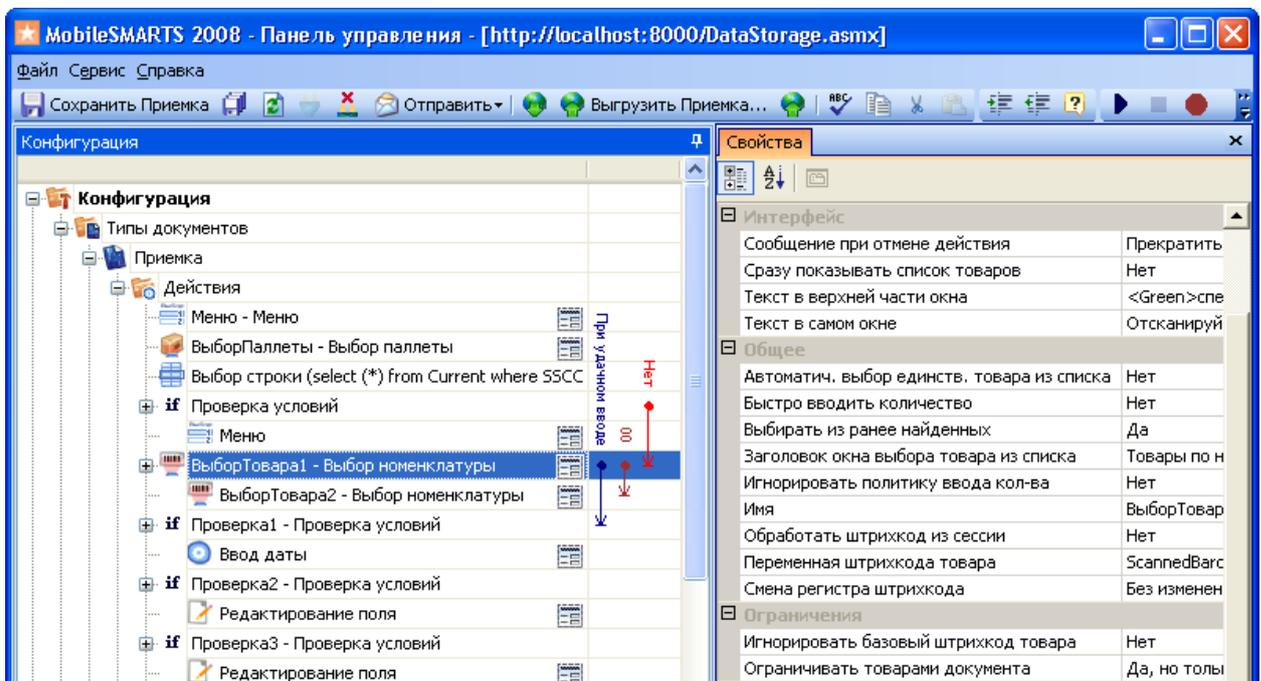 MobileSMARTS 2008 - Панель управления - [http://localhost:8000/DataStorage.asmx]
Файл Сервис Справка
Сохранить Приемка Отправить Выгрузить Приемка... ABC
Конфигурация
Конфигурация
Типы документов
Приемка
Действия
Меню - Меню
ВыборПаллеты - Выбор паллеты
Выбор строки (select (*) from Current where SSCC
if Проверка условий
Меню
ВыборТовара1 - Выбор номенклатуры
ВыборТовара2 - Выбор номенклатуры
if Проверка1 - Проверка условий
Ввод даты
if Проверка2 - Проверка условий
Редактирование поля
if Проверка3 - Проверка условий
Редактирование поля
При удачном вводе
00
Нет
Свойства
AZ
Интерфейс
Сообщение при отмене действия Прекратить
Сразу показывать список товаров Нет
Текст в верхней части окна <Green>спе
Текст в самом окне Отсканируй
Общее
Автоматич. выбор единств. товара из списка Нет
Быстро вводить количество Нет
Выбирать из ранее найденных Да
Заголовок окна выбора товара из списка Товары по н
Игнорировать политику ввода кол-ва Нет
Имя ВыборТовар
Обработать штрихкод из сессии Нет
Переменная штрихкода товара ScannedBarc
Смена регистра штрихкода Без изменен
Ограничения
Игнорировать базовый штрихкод товара Нет
Ограничивать товарами документа Да, но толы